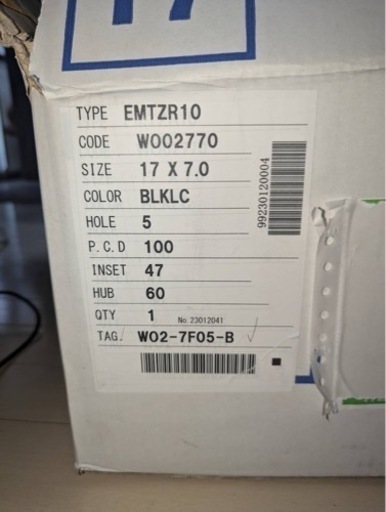 17
TYPE EMTZR10
CODE W002770
SIZE 17 X 7.0
COLOR BLKLC
HOLE 5
P.C.D 100
INSET 47
HUB 60
QTY 1 No.23012041
TAG. W02-7F05-B
99230120004